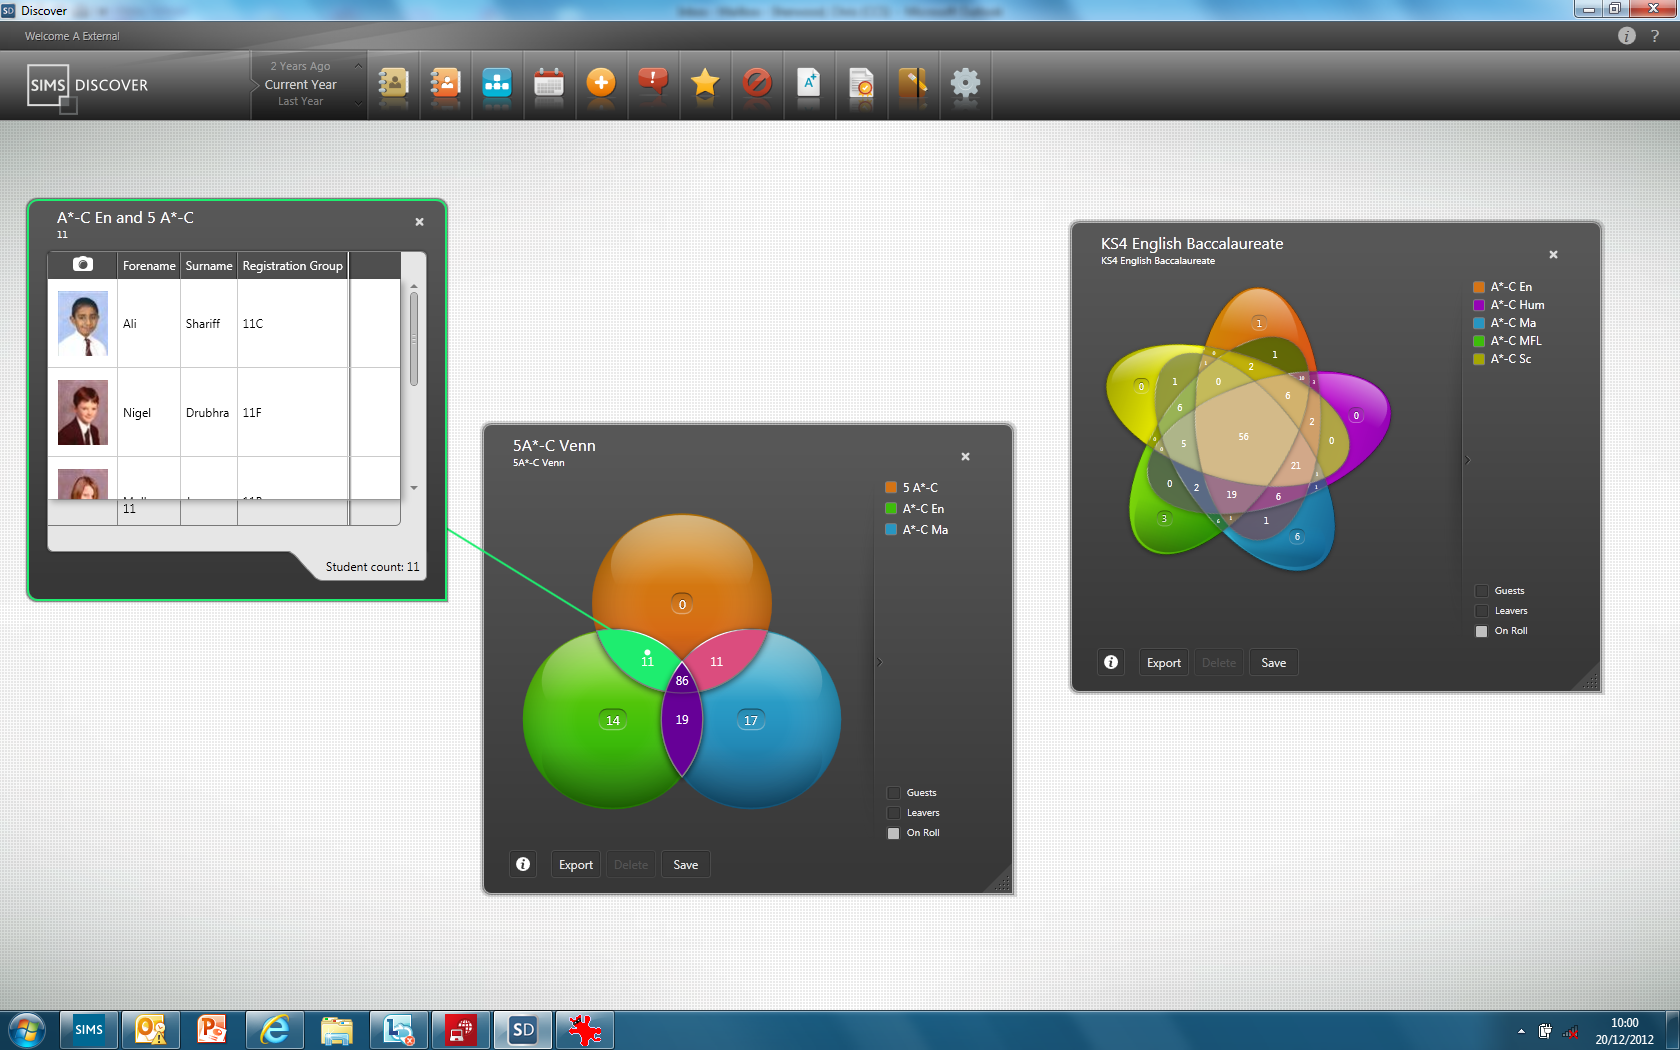 Discover
Welcome A External
SIMS DISCOVER
2 Years Ago
Current Year
Last Year
A*-C En and 5 A*-C
11
Forename Surname Registration Group
Ali Shariff 11C
Nigel Drubhra 11F
11
Student count: 11
5A*-C Venn
5A*-C Venn
5 A*-C
A*-C En
A*-C Ma
0
11
11
86
14
19
17
Guests
Leavers
On Roll
Export Delete Save
KS4 English Baccalaureate
KS4 English Baccalaureate
A*-C En
A*-C Hum
A*-C Ma
A*-C MFL
A*-C Sc
1
1
2
0 1 0 6 0
6 2
5 56 0
21
0 2 19 6
3 1
6
Guests
Leavers
On Roll
Export Delete Save
SIMS
SD
10:00
20/12/2012